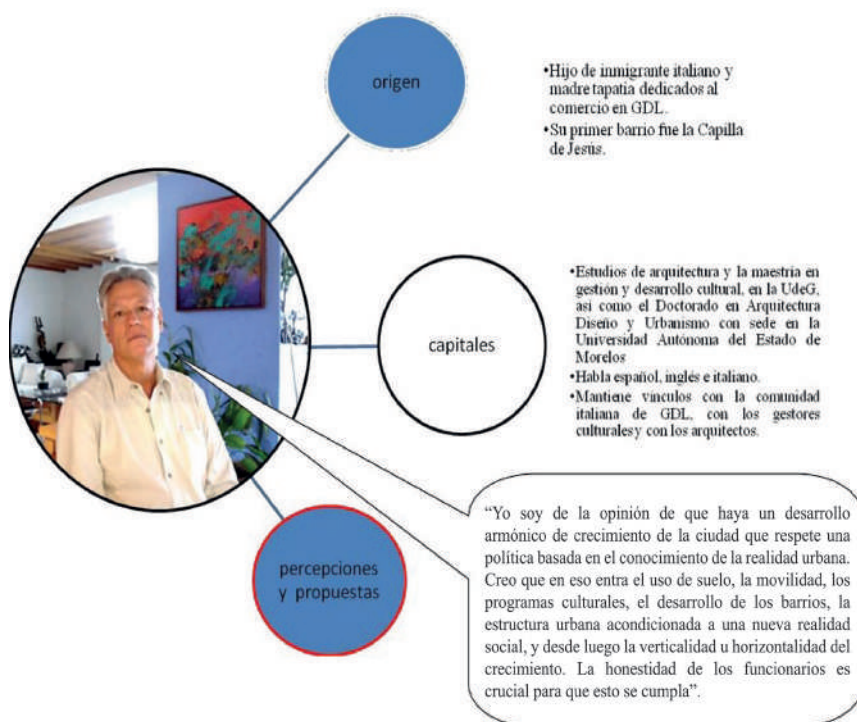 origen
•Hijo de inmigrante italiano y
madre tapatia dedicados al
comercio en GDL.
•Su primer barrio fue la Capilla
de Jesús.
capitales
•Estudios de arquitectura y la maestría en
gestión y desarrollo cultural, en la UdeG,
así como el Doctorado en Arquitectura
Diseño y Urbanismo con sede en la
Universidad Autónoma del Estado de
Morelos
•Habla español, inglés e italiano.
•Mantiene vínculos con la comunidad
italiana de GDL, con los gestores
culturales y con los arquitectos.
percepciones
y propuestas
“Yo soy de la opinión de que haya un desarrollo
armónico de crecimiento de la ciudad que respete una
política basada en el conocimiento de la realidad urbana.
Creo que en eso entra el uso de suelo, la movilidad, los
programas culturales, el desarrollo de los barrios, la
estructura urbana acondicionada a una nueva realidad
social, y desde luego la verticalidad u horizontalidad del
crecimiento. La honestidad de los funcionarios es
crucial para que esto se cumpla”.